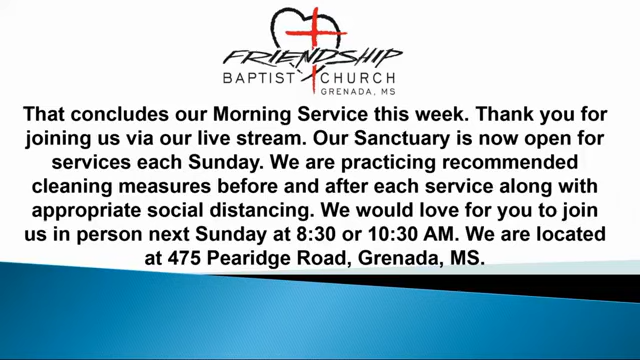 FRIENDSHIP
BAPTIST CHURCH
GRENADA, MS
That concludes our Morning Service this week. Thank you for
joining us via our live stream. Our Sanctuary is now open for
services each Sunday. We are practicing recommended
cleaning measures before and after each service along with
appropriate social distancing. We would love for you to join
us in person next Sunday at 8:30 or 10:30 AM. We are located
at 475 Pearidge Road, Grenada, MS.